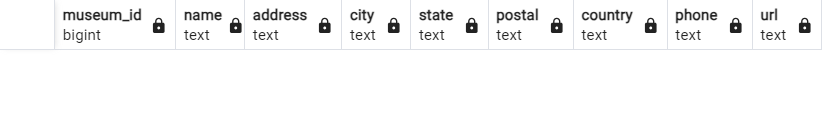 museum_id name address city state postal country phone url
bigint text text text text text text text text